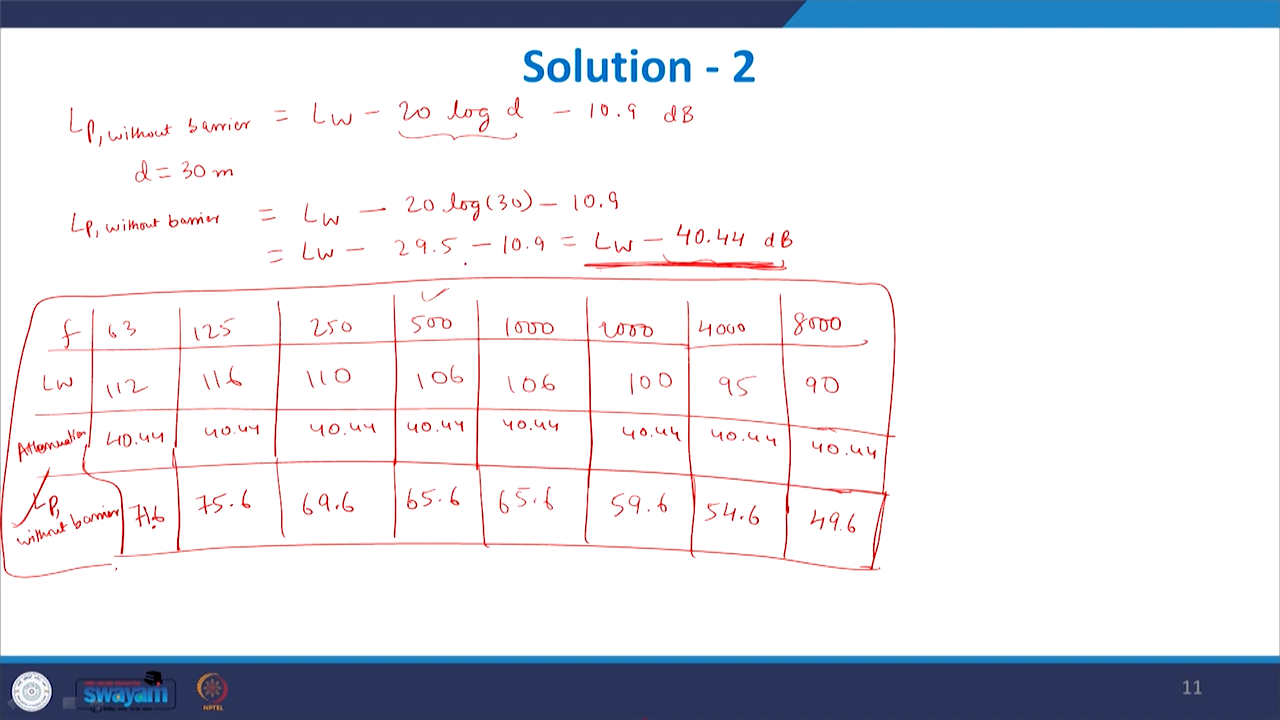 Solution - 2
LP, without barrier = LW - 20 log d - 10.9 dB
d = 30 m
LP, without barrier = LW - 20 log(30) - 10.9
= LW - 29.5 - 10.9 = LW - 40.44 dB
f 63 125 250 500 1000 2000 4000 8000
LW 112 116 110 106 106 100 95 90
Attenuation 40.44 40.44 40.44 40.44 40.44 40.44 40.44 40.44
LP, without barrier 71.6 75.6 69.6 65.6 65.6 59.6 54.6 49.6
swayam
NPTEL
11